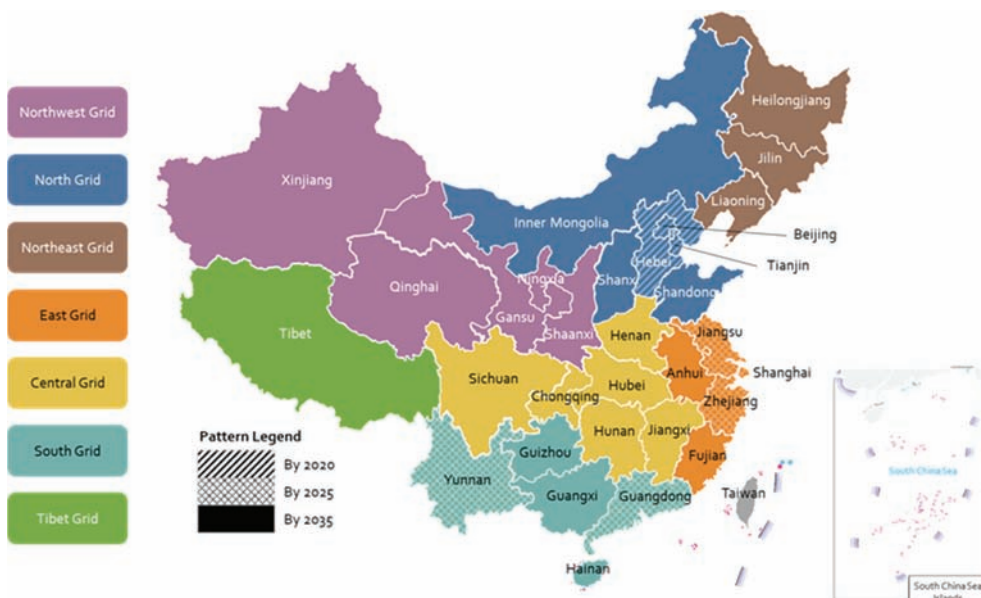 Northwest Grid
North Grid
Northeast Grid
East Grid
Central Grid
South Grid
Tibet Grid
Heilongjiang
Jilin
Liaoning
Xinjiang
Inner Mongolia
Beijing
Tianjin
Hebei
Shanx
Shandong
Qinghai
Ningxia
Gansu
Shaanxi
Tibet
Henan
Jiangsu
Anhui
Shanghai
Sichuan
Chongqing
Hubei
Zhejiang
Hunan
Jiangxi
Fujian
Guizhou
Yunnan
Guangxi
Guangdong
Taiwan
Hainan
Pattern Legend
By 2020
By 2025
By 2035
South China Sea
South China Sea
Islands